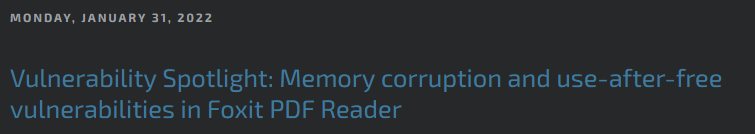 MONDAY, JANUARY 31, 2022
Vulnerability Spotlight: Memory corruption and use-after-free
vulnerabilities in Foxit PDF Reader